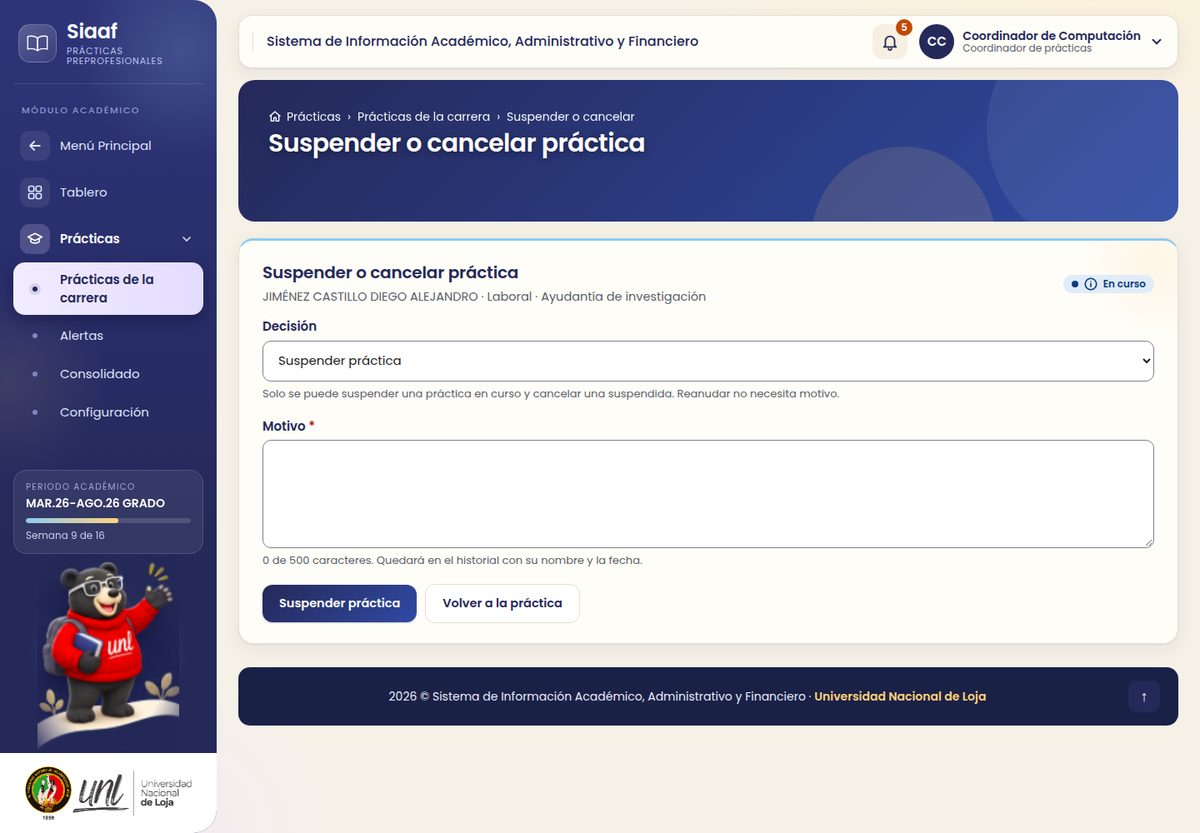 Siaaf
PRÁCTICAS
PREPROFESIONALES
MÓDULO ACADÉMICO
Menú Principal
Tablero
Prácticas
Prácticas de la
carrera
Alertas
Consolidado
Configuración
PERIODO ACADÉMICO
MAR.26-AGO.26 GRADO
Semana 9 de 16
unl
1859
unl
Universidad
Nacional
de Loja
Sistema de Información Académico, Administrativo y Financiero
5
CC
Coordinador de Computación
Coordinador de prácticas
Prácticas › Prácticas de la carrera › Suspender o cancelar
Suspender o cancelar práctica
Suspender o cancelar práctica
JIMÉNEZ CASTILLO DIEGO ALEJANDRO · Laboral · Ayudantía de investigación
En curso
Decisión
Suspender práctica
Solo se puede suspender una práctica en curso y cancelar una suspendida. Reanudar no necesita motivo.
Motivo *
0 de 500 caracteres. Quedará en el historial con su nombre y la fecha.
Suspender práctica
Volver a la práctica
2026 © Sistema de Información Académico, Administrativo y Financiero · Universidad Nacional de Loja
↑